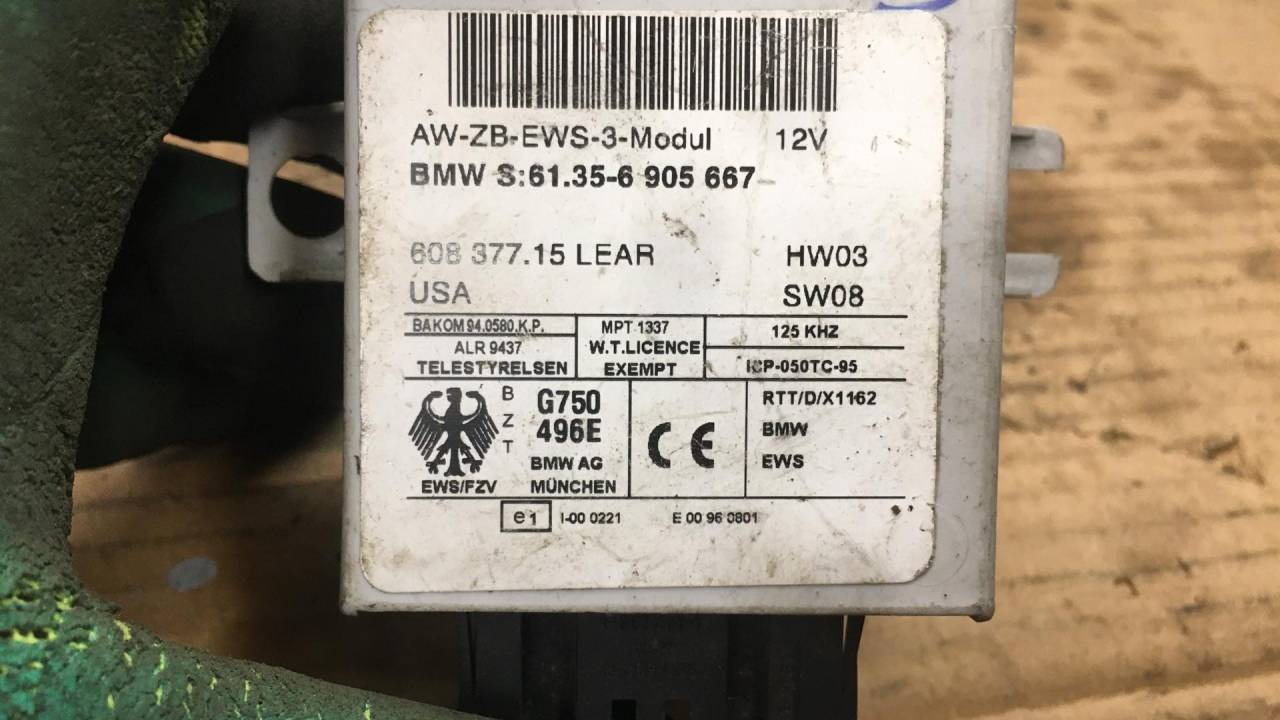 AW-ZB-EWS-3-Modul 12V
BMW S:61.35-6 905 667
608 377.15 LEAR HW03
USA SW08
BAKOM 94.0580.K.P.
ALR 9437
TELESTYRELSEN
MPT 1337
W.T.LICENCE
EXEMPT
125 KHZ
ICP-050TC-95
BZT
G750
496E
BMW AG
MÜNCHEN
EWS/FZV
CE
RTT/D/X1162
BMW
EWS
e1 I-00 0221 E 00 96 0801